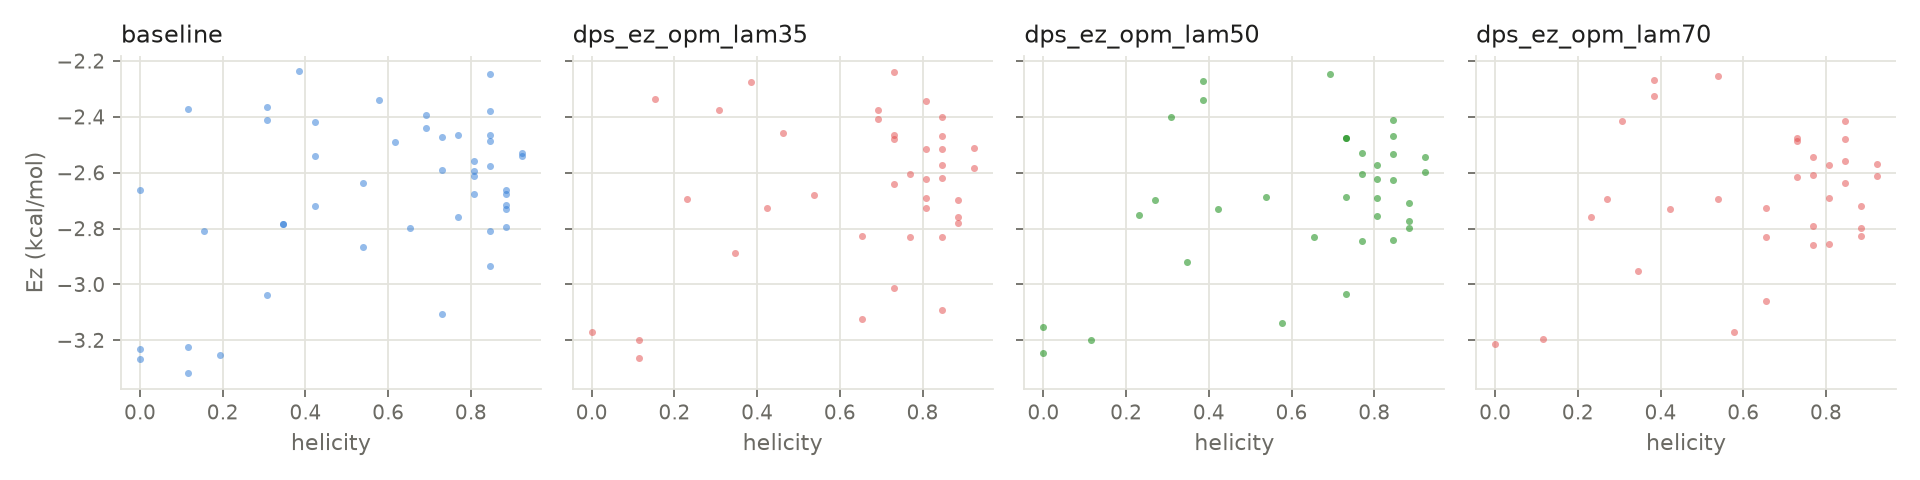 baseline
dps_ez_opm_lam35
dps_ez_opm_lam50
dps_ez_opm_lam70
Ez (kcal/mol)
−2.2
−2.4
−2.6
−2.8
−3.0
−3.2
0.0 0.2 0.4 0.6 0.8
0.0 0.2 0.4 0.6 0.8
0.0 0.2 0.4 0.6 0.8
0.0 0.2 0.4 0.6 0.8
helicity
helicity
helicity
helicity